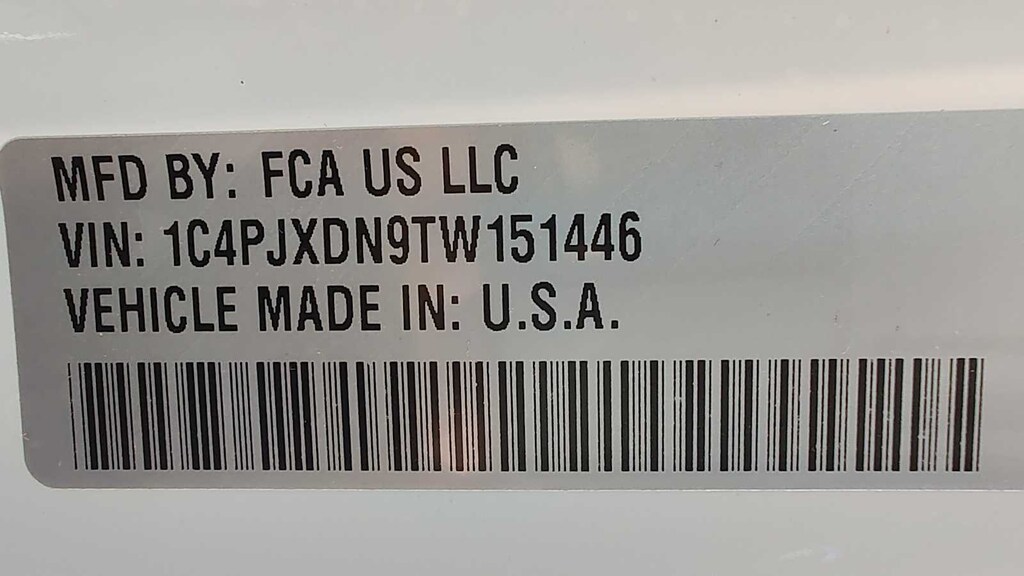 MFD BY: FCA US LLC
VIN: 1C4PJXDN9TW151446
VEHICLE MADE IN: U.S.A.